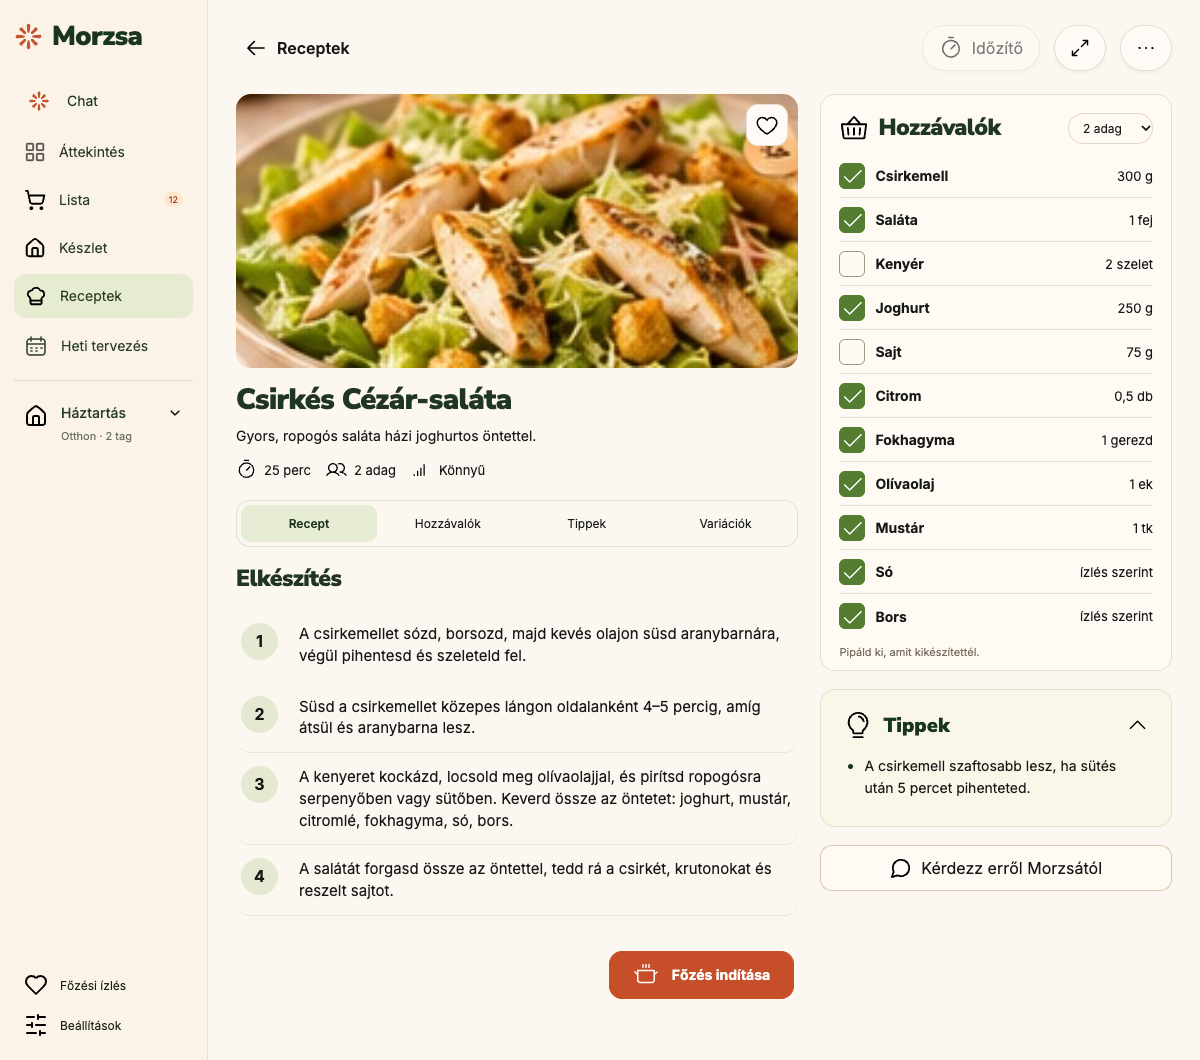 Morzsa
Chat
Áttekintés
Lista 12
Készlet
Receptek
Heti tervezés
Háztartás
Otthon · 2 tag
Főzési ízlés
Beállítások
Receptek
Időzítő
Csirkés Cézár-saláta
Gyors, ropogós saláta házi joghurtos öntettel.
25 perc 2 adag Könnyű
Recept Hozzávalók Tippek Variációk
Elkészítés
1 A csirkemellet sózd, borsozd, majd kevés olajon süsd aranybarnára,
végül pihentesd és szeleteld fel.
2 Süsd a csirkemellet közepes lángon oldalanként 4–5 percig, amíg
átsül és aranybarna lesz.
3 A kenyeret kockázd, locsold meg olívaolajjal, és pirítsd ropogósra
serpenyőben vagy sütőben. Keverd össze az öntetet: joghurt, mustár,
citromlé, fokhagyma, só, bors.
4 A salátát forgasd össze az öntettel, tedd rá a csirkét, krutonokat és
reszelt sajtot.
Főzés indítása
Hozzávalók 2 adag
Csirkemell 300 g
Saláta 1 fej
Kenyér 2 szelet
Joghurt 250 g
Sajt 75 g
Citrom 0,5 db
Fokhagyma 1 gerezd
Olívaolaj 1 ek
Mustár 1 tk
Só ízlés szerint
Bors ízlés szerint
Pipáld ki, amit kikészítettél.
Tippek
• A csirkemell szaftosabb lesz, ha sütés
után 5 percet pihenteted.
Kérdezz erről Morzsától